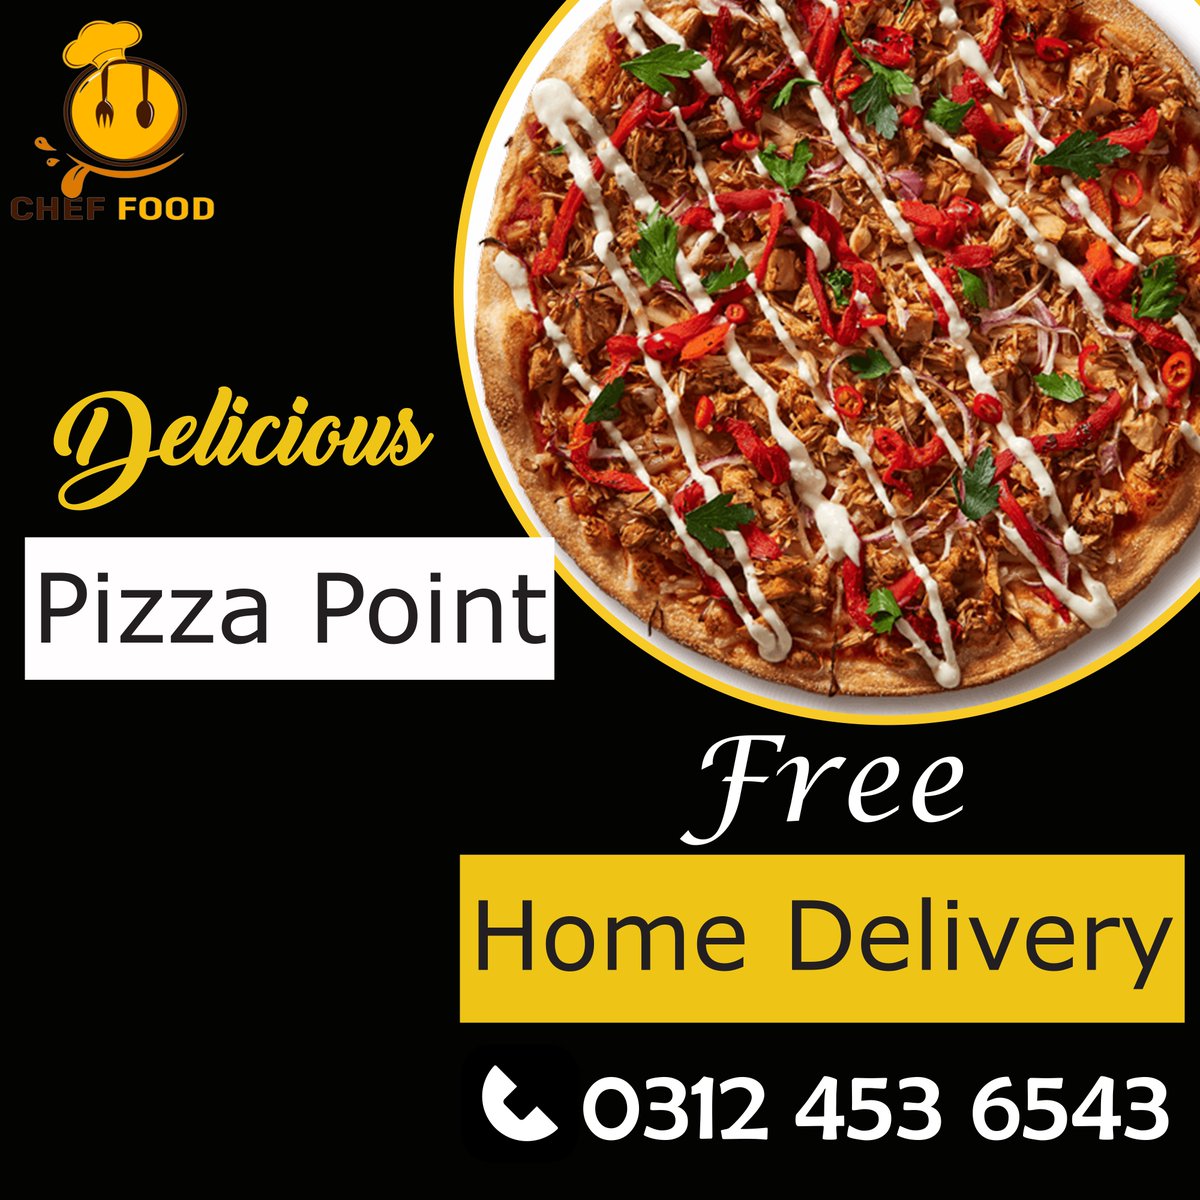 CHEF FOOD
Delicious
Pizza Point
Free
Home Delivery
0312 453 6543